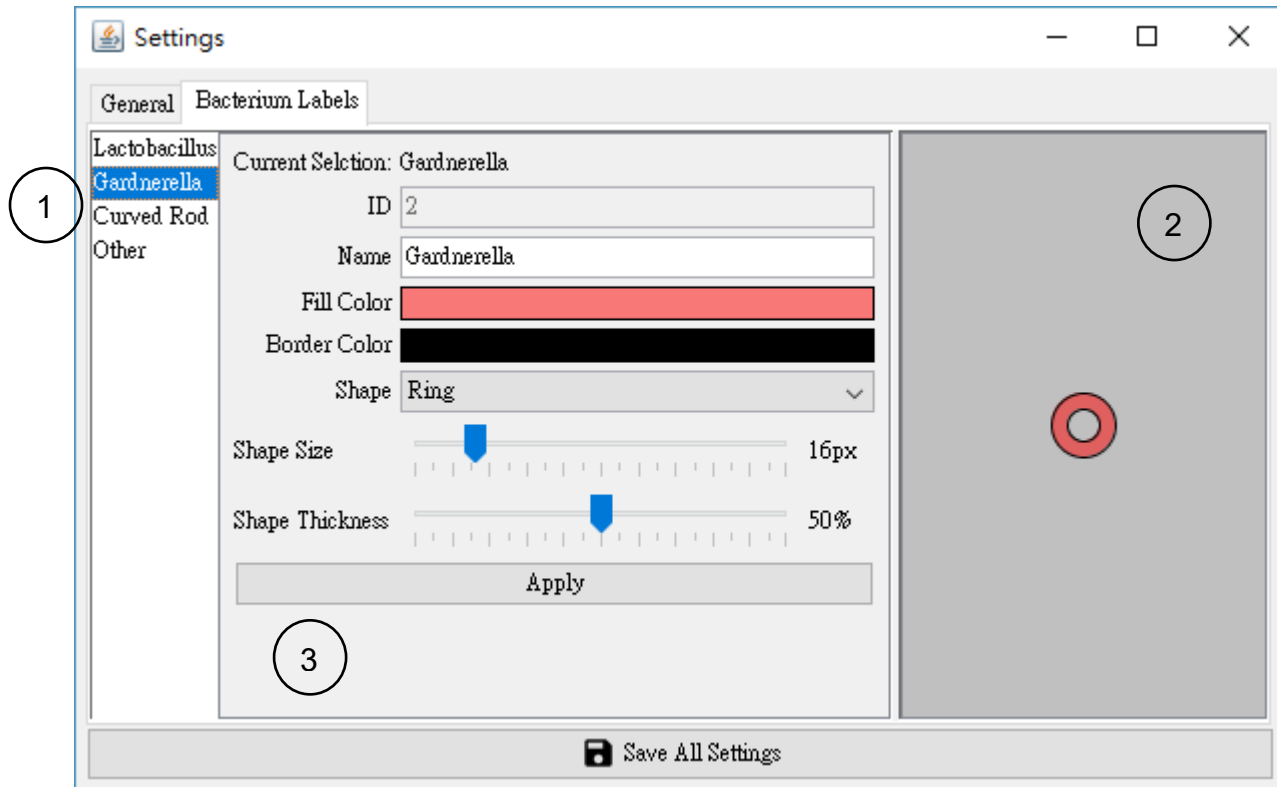 Settings
General Bacterium Labels
Lactobacillus
Gardnerella
Curved Rod
Other
1
Current Selction: Gardnerella
ID 2
Name Gardnerella
Fill Color
Border Color
Shape Ring
Shape Size 16px
Shape Thickness 50%
Apply
3
2
Save All Settings